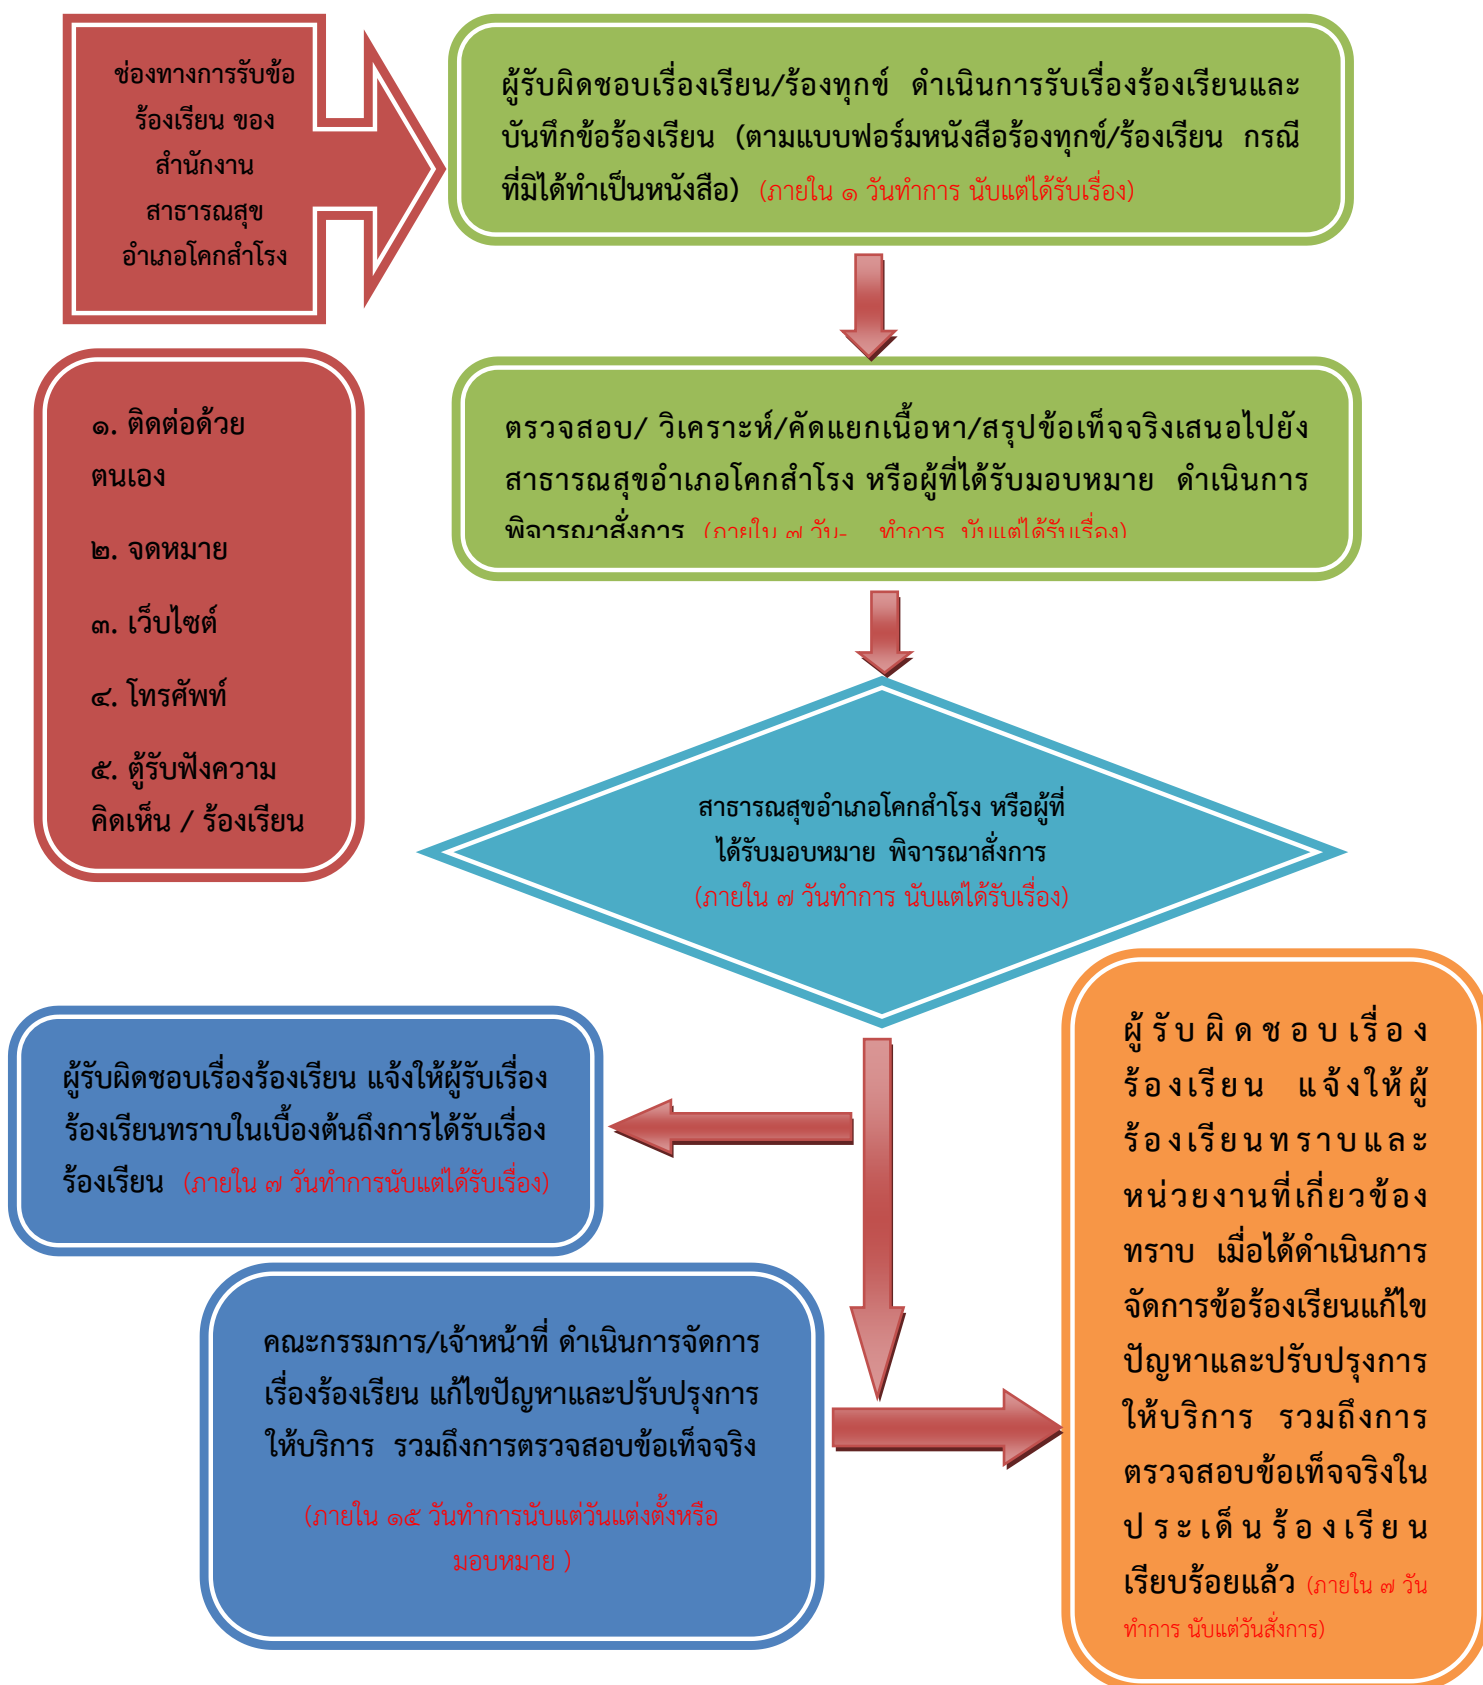 ช่องทางการรับข้อ
ร้องเรียน ของ
สำนักงาน
สาธารณสุข
อำเภอโคกสำโรง
ผู้รับผิดชอบเรื่องเรียน/ร้องทุกข์ ดำเนินการรับเรื่องร้องเรียนและ
บันทึกข้อร้องเรียน (ตามแบบฟอร์มหนังสือร้องทุกข์/ร้องเรียน กรณี
ที่มิได้ทำเป็นหนังสือ) (ภายใน ๑ วันทำการ นับแต่ได้รับเรื่อง)
๑. ติดต่อด้วย
ตนเอง
๒. จดหมาย
๓. เว็บไซต์
๔. โทรศัพท์
๕. ตู้รับฟังความ
คิดเห็น / ร้องเรียน
ตรวจสอบ/ วิเคราะห์/คัดแยกเนื้อหา/สรุปข้อเท็จจริงเสนอไปยัง
สาธารณสุขอำเภอโคกสำโรง หรือผู้ที่ได้รับมอบหมาย ดำเนินการ
พิจารณาสั่งการ (ภายใน ๗ วัน- ทำการ นับแต่ได้รับเรื่อง)
สาธารณสุขอำเภอโคกสำโรง หรือผู้ที่
ได้รับมอบหมาย พิจารณาสั่งการ
(ภายใน ๗ วันทำการ นับแต่ได้รับเรื่อง)
ผู้รับผิดชอบเรื่องร้องเรียน แจ้งให้ผู้รับเรื่อง
ร้องเรียนทราบในเบื้องต้นถึงการได้รับเรื่อง
ร้องเรียน (ภายใน ๗ วันทำการนับแต่ได้รับเรื่อง)
คณะกรรมการ/เจ้าหน้าที่ ดำเนินการจัดการ
เรื่องร้องเรียน แก้ไขปัญหาและปรับปรุงการ
ให้บริการ รวมถึงการตรวจสอบข้อเท็จจริง
(ภายใน ๑๕ วันทำการนับแต่วันแต่งตั้งหรือ
มอบหมาย )
ผู้รับผิดชอบเรื่อง
ร้องเรียน แจ้งให้ผู้
ร้องเรียนทราบและ
หน่วยงานที่เกี่ยวข้อง
ทราบ เมื่อได้ดำเนินการ
จัดการข้อร้องเรียนแก้ไข
ปัญหาและปรับปรุงการ
ให้บริการ รวมถึงการ
ตรวจสอบข้อเท็จจริงใน
ประเด็นร้องเรียน
เรียบร้อยแล้ว (ภายใน ๗ วัน
ทำการ นับแต่วันสั่งการ)